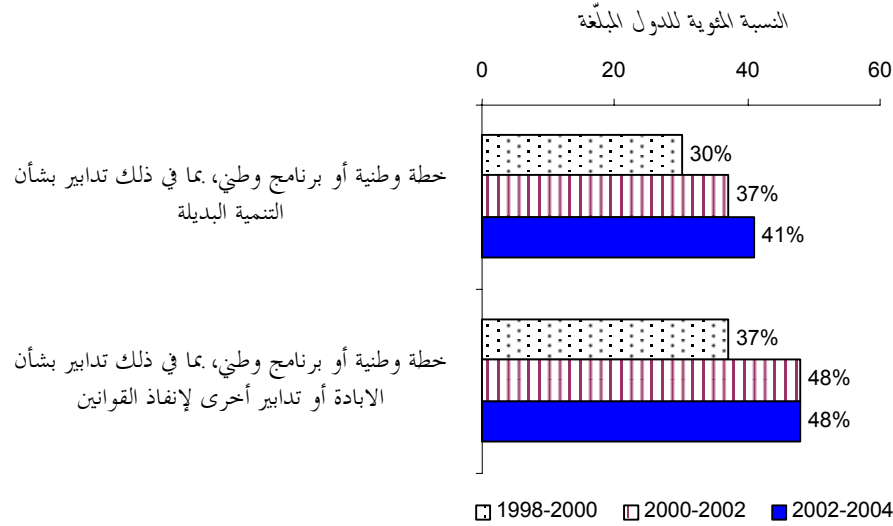 النسبة المئوية للدول المبلّغة
0 20 40 60
خطة وطنية أو برنامج وطني، بما في ذلك تدابير بشأن
التنمية البديلة
30%
37%
41%
خطة وطنية أو برنامج وطني، بما في ذلك تدابير بشأن
الابادة أو تدابير أخرى لإنفاذ القوانين
37%
48%
48%
1998-2000 2000-2002 2002-2004